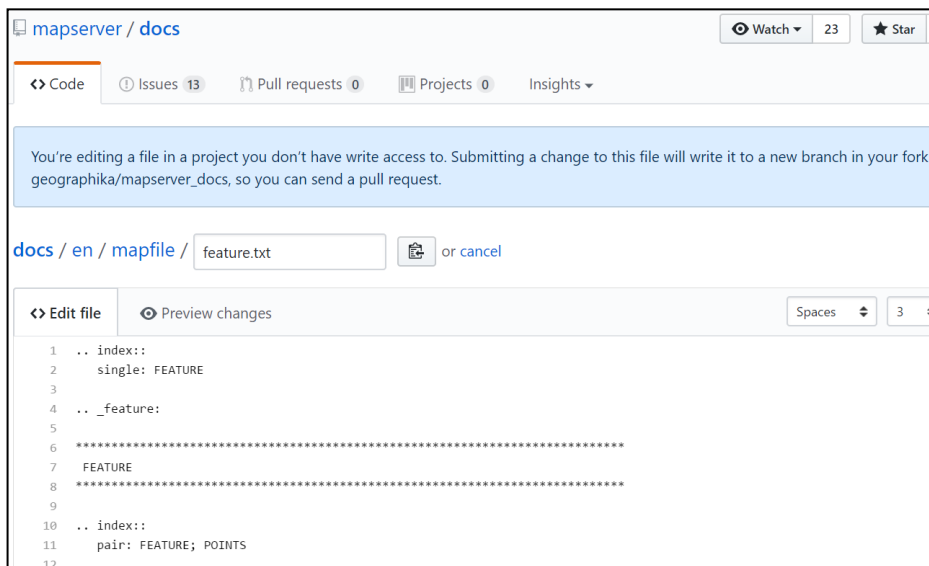 mapserver / docs
Watch 23 Star
Code Issues 13 Pull requests 0 Projects 0 Insights
You're editing a file in a project you don't have write access to. Submitting a change to this file will write it to a new branch in your fork
geographika/mapserver_docs, so you can send a pull request.
docs / en / mapfile / feature.txt or cancel
<> Edit file Preview changes Spaces 3
1 .. index::
2    single: FEATURE
3
4 .. _feature:
5
6 *****************************************************************************
7  FEATURE
8 *****************************************************************************
9
10 .. index::
11    pair: FEATURE; POINTS
12